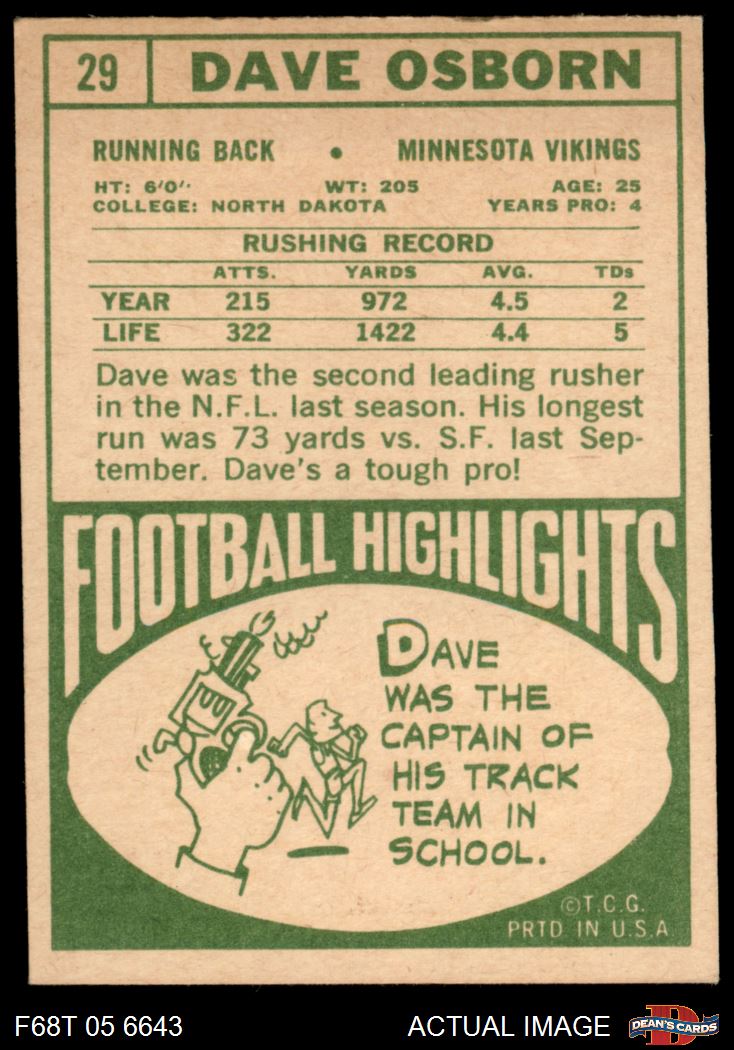 29 DAVE OSBORN
RUNNING BACK • MINNESOTA VIKINGS
HT: 6'0" WT: 205 AGE: 25
COLLEGE: NORTH DAKOTA YEARS PRO: 4
RUSHING RECORD
ATTS. YARDS AVG. TDs
YEAR 215 972 4.5 2
LIFE 322 1422 4.4 5
Dave was the second leading rusher
in the N.F.L. last season. His longest
run was 73 yards vs. S.F. last Sep-
tember. Dave's a tough pro!
FOOTBALL HIGHLIGHTS
DAVE
WAS THE
CAPTAIN OF
HIS TRACK
TEAM IN
SCHOOL.
©T.C.G.
PRTD IN U.S.A.
F68T 05 6643 ACTUAL IMAGE DEAN'S CARDS